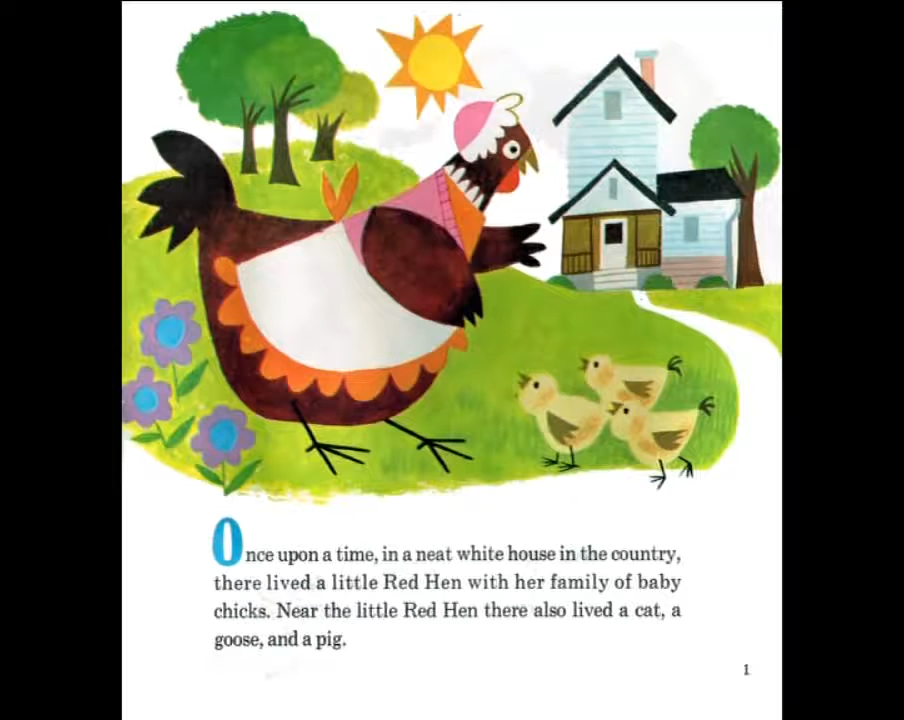 Once upon a time, in a neat white house in the country,
there lived a little Red Hen with her family of baby
chicks. Near the little Red Hen there also lived a cat, a
goose, and a pig.
1